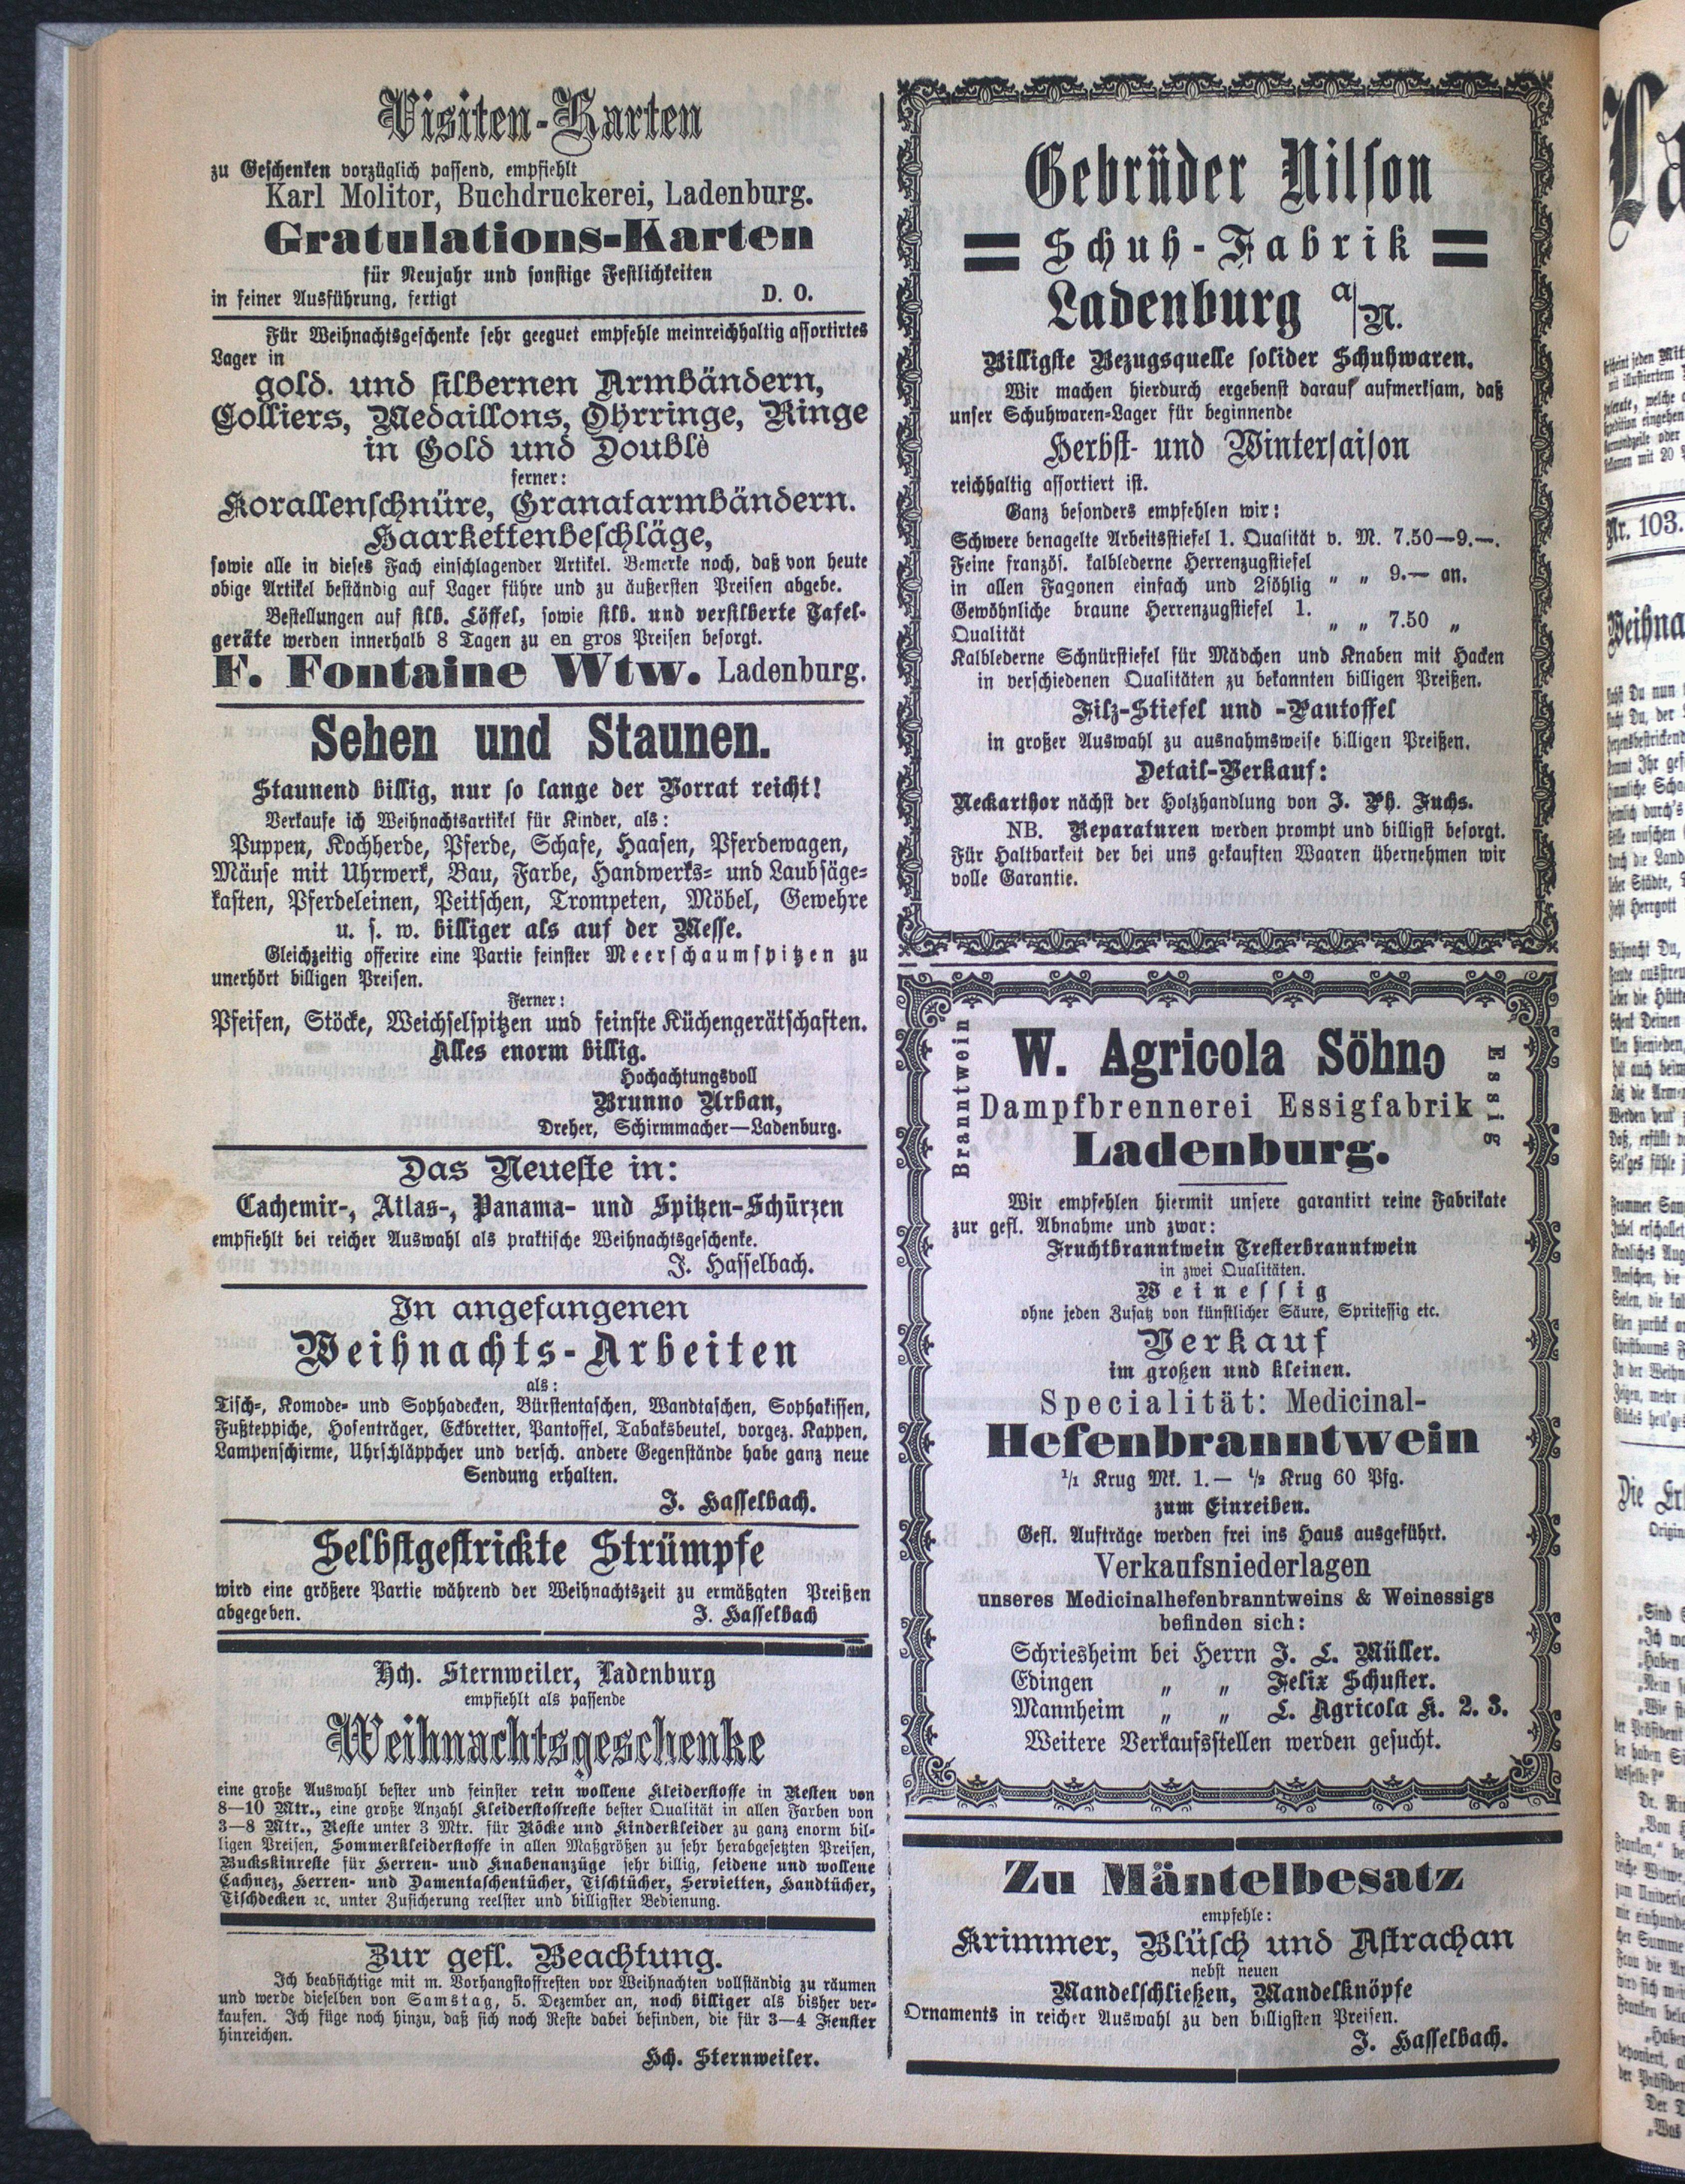 Visiten-Karten
zu Geschenken vorzüglich passend, empfiehlt
Karl Molitor, Buchdruckerei, Ladenburg.
Gratulations-Karten
für Neujahr und sonstige Festlichkeiten
in feiner Ausführung, fertigt D. O.
Für Weihnachtsgeschenke sehr geeguet empfehle meinreichhaltig assortirtes
Lager in
gold. und silbernen Armbändern,
Colliers, Medaillons, Ohrringe, Ringe
in Gold und Doublè
ferner:
Korallenschnüre, Granatarmbändern.
Haarkettenbeschläge,
sowie alle in dieses Fach einschlagender Artikel. Bemerke noch, daß von heute
obige Artikel beständig auf Lager führe und zu äußersten Preisen abgebe.
Bestellungen auf silb. Löffel, sowie silb. und versilberte Tafel-
geräte werden innerhalb 8 Tagen zu en gros Preisen besorgt.
F. Fontaine Wtw. Ladenburg.
Sehen und Staunen.
Staunend billig, nur so lange der Vorrat reicht!
Verkaufe ich Weihnachtsartikel für Kinder, als:
Puppen, Kochherde, Pferde, Schafe, Haasen, Pferdewagen,
Mäuse mit Uhrwerk, Bau, Farbe, Handwerks- und Laubsäge-
kasten, Pferdeleinen, Peitschen, Trompeten, Möbel, Gewehre
u. s. w. billiger als auf der Messe.
Gleichzeitig offerire eine Partie feinster Meerschaumspitzen zu
unerhört billigen Preisen.
Ferner:
Pfeifen, Stöcke, Weichselspitzen und feinste Küchengerätschaften.
Alles enorm billig.
Hochachtungsvoll
Brunno Urban,
Dreher, Schirmmacher—Ladenburg.
Das Neueste in:
Cachemir-, Atlas-, Panama- und Spitzen-Schürzen
empfiehlt bei reicher Auswahl als praktische Weihnachtsgeschenke.
J. Hasselbach.
In angefangenen
Weihnachts-Arbeiten
als:
Tisch-, Komode- und Sophadecken, Bürstentaschen, Wandtaschen, Sophakissen,
Fußteppiche, Hosenträger, Eckbretter, Pantoffel, Tabaksbeutel, vorgez. Kappen,
Lampenschirme, Uhrschläppcher und versch. andere Gegenstände habe ganz neue
Sendung erhalten.
J. Hasselbach.
Selbstgestrickte Strümpfe
wird eine größere Partie während der Weihnachtszeit zu ermäßgten Preißen
abgegeben. J. Hasselbach
Hch. Sternweiler, Ladenburg
empfiehlt als passende
Weihnachtsgeschenke
eine große Auswahl bester und feinster rein wollene Kleiderstoffe in Resten von
8—10 Mtr., eine große Anzahl Kleiderstoffreste bester Qualität in allen Farben von
3—8 Mtr., Reste unter 3 Mtr. für Röcke und Kinderkleider zu ganz enorm bil-
ligen Preisen, Sommerkleiderstoffe in allen Maßgrößen zu sehr herabgesetzten Preisen,
Buckskinreste für Herren- und Knabenanzüge sehr billig, seidene und wollene
Cachnez, Herren- und Damentaschentücher, Tischtücher, Servietten, Handtücher,
Tischdecken ꝛc. unter Zusicherung reelster und billigster Bedienung.
Zur gefl. Beachtung.
Ich beabsichtige mit m. Vorhangstoffresten vor Weihnachten vollständig zu räumen
und werde dieselben von Samstag, 5. Dezember an, noch billiger als bisher ver-
kaufen. Ich füge noch hinzu, daß sich noch Reste dabei befinden, die für 3—4 Fenster
hinreichen.
Hch. Sternweiler.
Gebrüder Nilson
Schuh-Fabrik
Ladenburg a/N.
Billigste Bezugsquelle solider Schuhwaren.
Wir machen hierdurch ergebenst darauf aufmerksam, daß
unser Schuhwaren-Lager für beginnende
Herbst- und Wintersaison
reichhaltig assortiert ist.
Ganz besonders empfehlen wir:
Schwere benagelte Arbeitsstiefel 1. Qualität v. M. 7.50—9.—.
Feine französ. kalblederne Herrenzugstiefel
in allen Façonen einfach und 2söhlig „ „ 9.— an.
Gewöhnliche braune Herrenzugstiefel 1.
Qualität „ „ 7.50 „
Kalblederne Schnürstiefel für Mädchen und Knaben mit Hacken
in verschiedenen Qualitäten zu bekannten billigen Preißen.
Filz-Stiefel und -Pantoffel
in großer Auswahl zu ausnahmsweise billigen Preißen.
Detail-Verkauf:
Neckarthor nächst der Holzhandlung von J. Ph. Fuchs.
NB. Reparaturen werden prompt und billigst besorgt.
Für Haltbarkeit der bei uns gekauften Waaren übernehmen wir
volle Garantie.
Branntwein
W. Agricola Söhne
Essig
Dampfbrennerei Essigfabrik
Ladenburg.
Wir empfehlen hiermit unsere garantirt reine Fabrikate
zur gefl. Abnahme und zwar:
Fruchtbranntwein Tresterbranntwein
in zwei Qualitäten.
Weinessig
ohne jeden Zusatz von künstlicher Säure, Spritessig etc.
Verkauf
im großen und kleinen.
Specialität: Medicinal-
Hefenbranntwein
1/1 Krug Mk. 1.— 1/2 Krug 60 Pfg.
zum Einreiben.
Gefl. Aufträge werden frei ins Haus ausgeführt.
Verkaufsniederlagen
unseres Medicinalhefenbranntweins & Weinessigs
befinden sich:
Schriesheim bei Herrn J. L. Müller.
Edingen „ „ Felix Schuster.
Mannheim „ „ L. Agricola K. 2. 3.
Weitere Verkaufsstellen werden gesucht.
Zu Mäntelbesatz
empfehle:
Krimmer, Blüsch und Astrachan
nebst neuen
Mandelschließen, Mandelknöpfe
Ornaments in reicher Auswahl zu den billigsten Preisen.
J. Hasselbach.
Nr. 103.